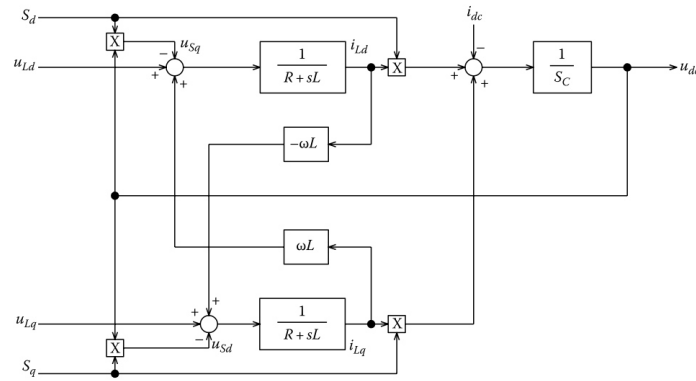 S_d
i_dc
u_Sq
i_Ld
−
−
u_Ld
X
+
+
1
R + sL
X
+
+
1
S_C
u_dc
−ωL
ωL
+
u_Lq
+
1
R + sL
X
X
−
u_Sd
i_Lq
S_q